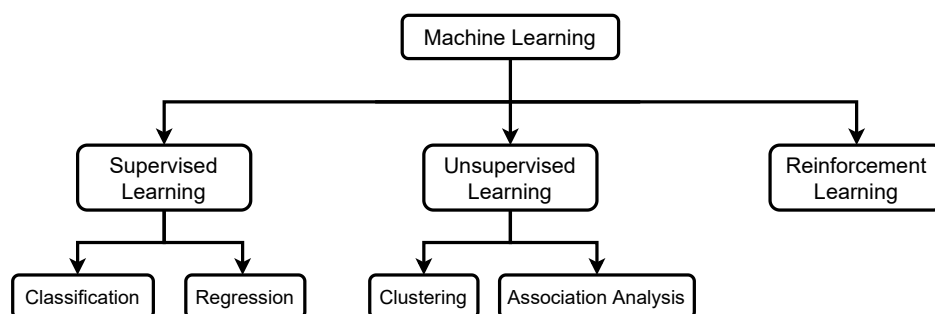 Machine Learning
Supervised
Learning
Unsupervised
Learning
Reinforcement
Learning
Classification
Regression
Clustering
Association Analysis